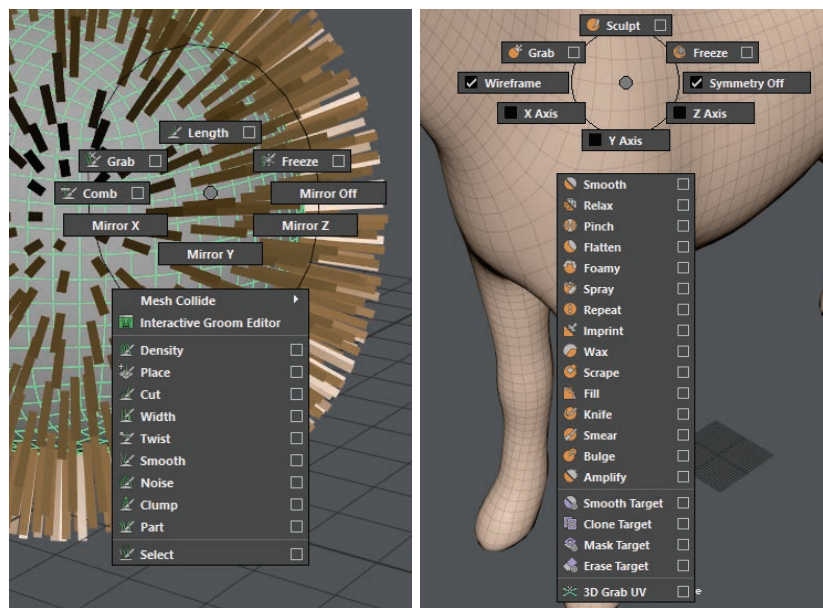 Length
Grab
Freeze
Comb
Mirror Off
Mirror X
Mirror Z
Mirror Y
Mesh Collide
Interactive Groom Editor
Density
Place
Cut
Width
Twist
Smooth
Noise
Clump
Part
Select
Sculpt
Grab
Freeze
Wireframe
Symmetry Off
X Axis
Z Axis
Y Axis
Smooth
Relax
Pinch
Flatten
Foamy
Spray
Repeat
Imprint
Wax
Scrape
Fill
Knife
Smear
Bulge
Amplify
Smooth Target
Clone Target
Mask Target
Erase Target
3D Grab UV